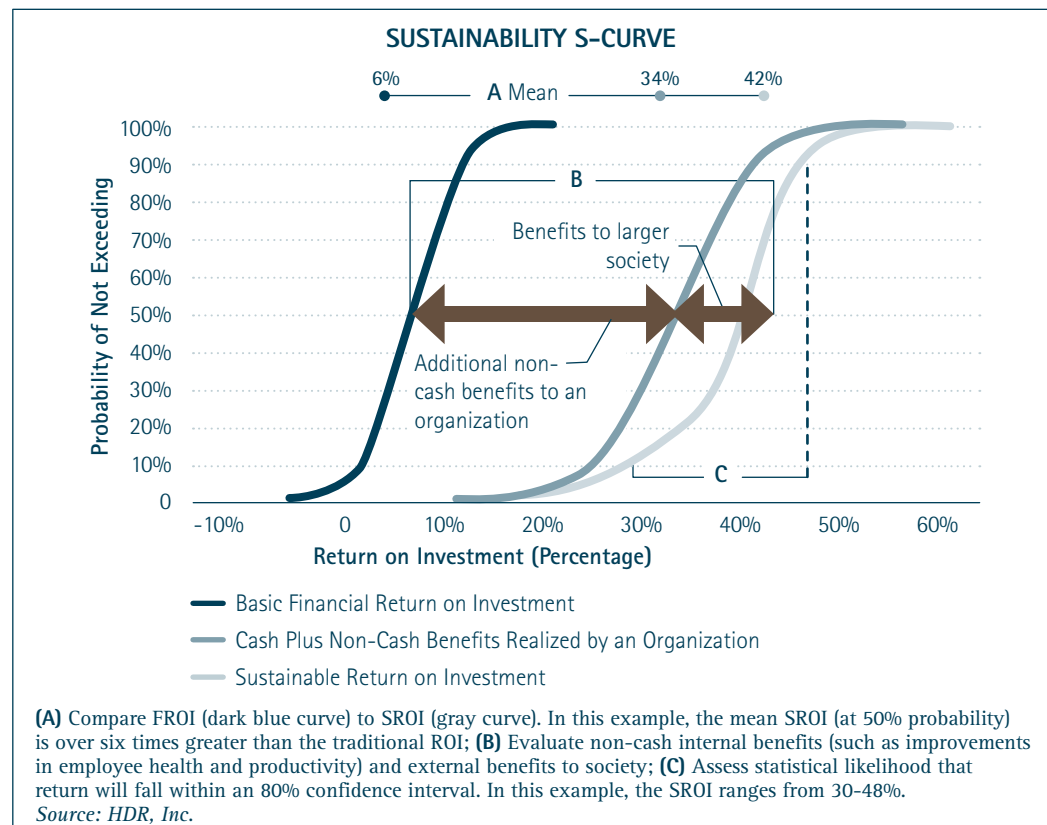 SUSTAINABILITY S-CURVE
6%
34%
42%
A Mean
100%
90%
80%
70%
60%
50%
40%
30%
20%
10%
0
Probability of Not Exceeding
B
Benefits to larger
society
Additional non-
cash benefits to an
organization
C
-10%
0
10%
20%
30%
40%
50%
60%
Return on Investment (Percentage)
Basic Financial Return on Investment
Cash Plus Non-Cash Benefits Realized by an Organization
Sustainable Return on Investment
(A) Compare FROI (dark blue curve) to SROI (gray curve). In this example, the mean SROI (at 50% probability)
is over six times greater than the traditional ROI; (B) Evaluate non-cash internal benefits (such as improvements
in employee health and productivity) and external benefits to society; (C) Assess statistical likelihood that
return will fall within an 80% confidence interval. In this example, the SROI ranges from 30-48%.
Source: HDR, Inc.